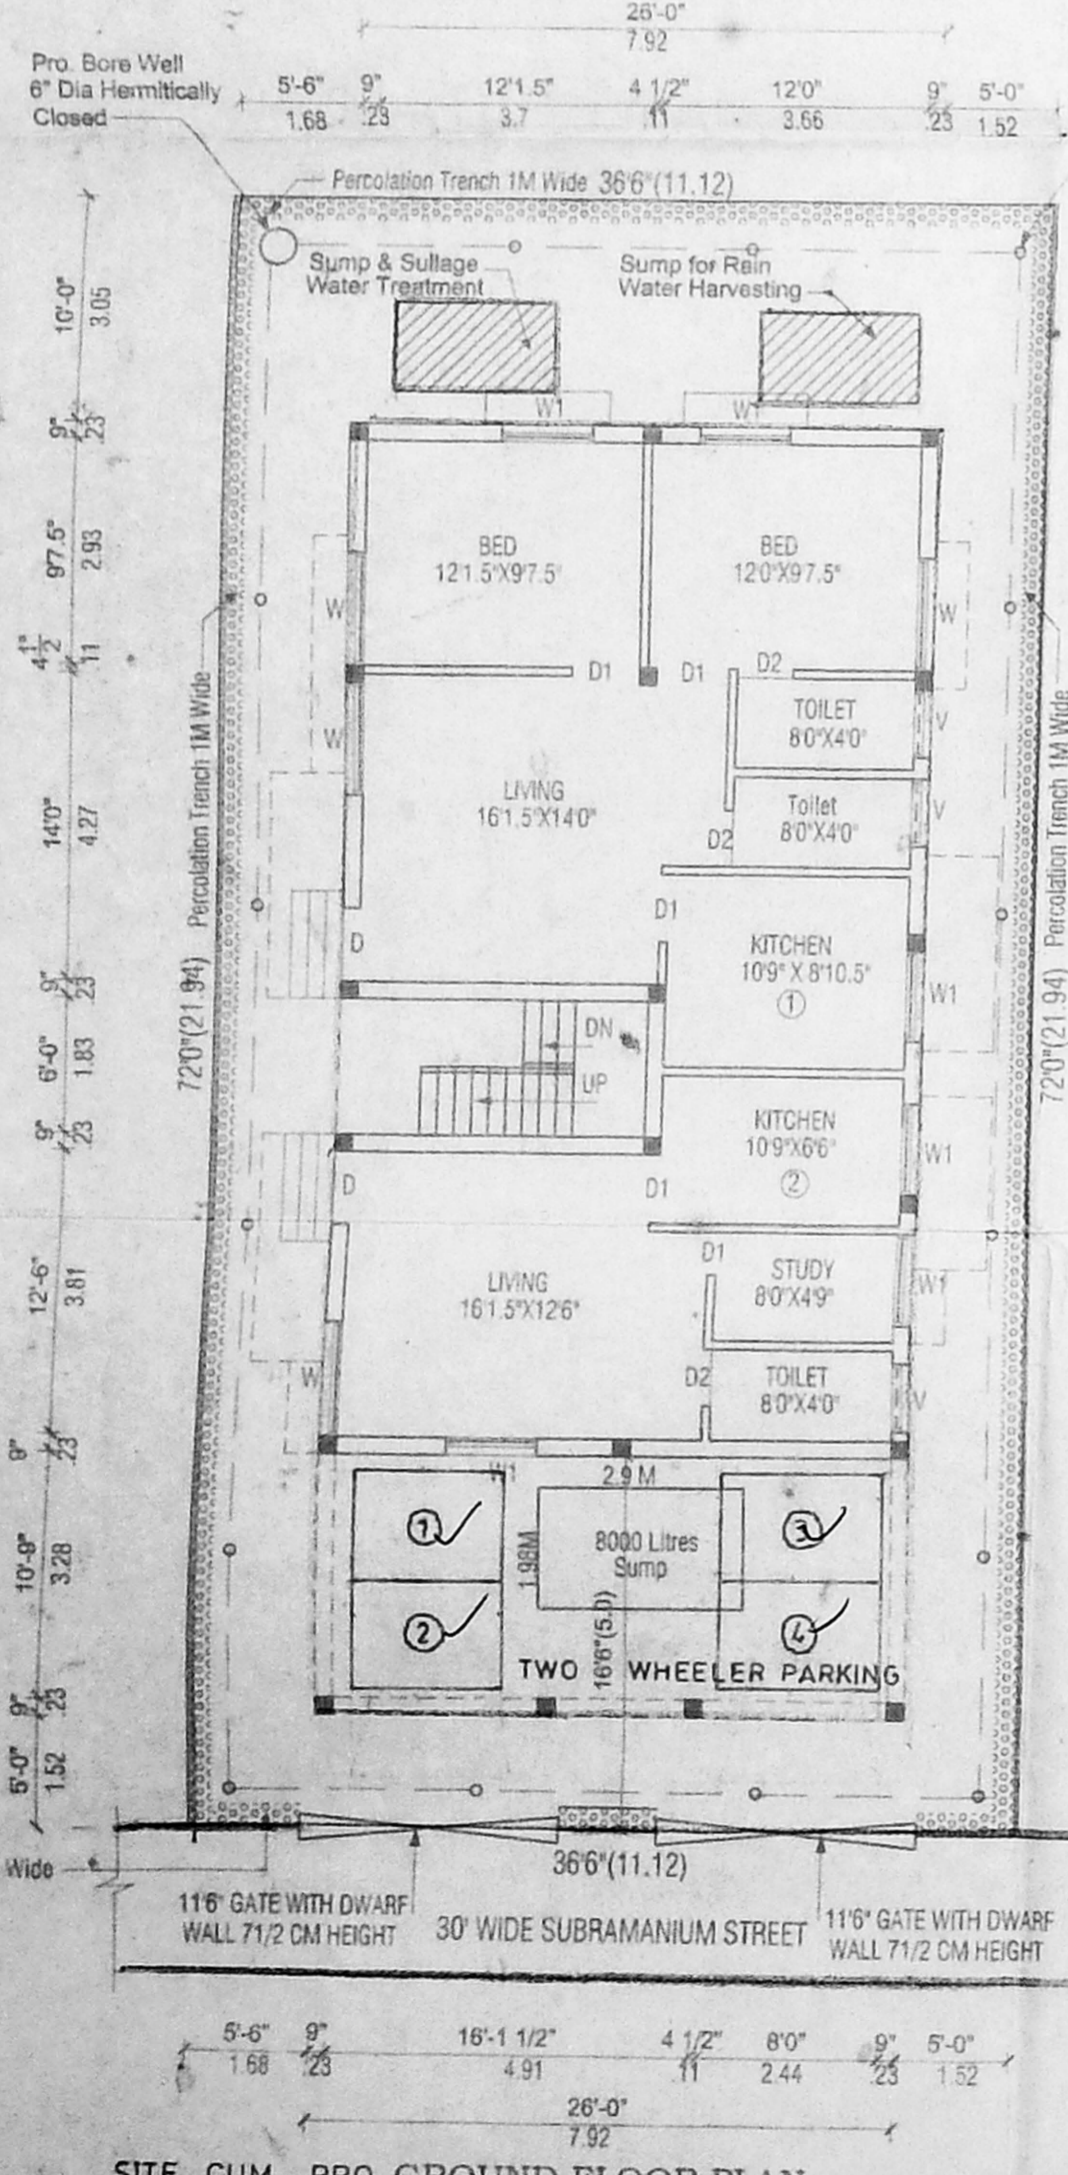 26'-0"
7.92
Pro. Bore Well
6" Dia Hermitically
Closed
5'-6" 9" 12'1.5" 4 1/2" 12'0" 9" 5'-0"
1.68 .23 3.7 .11 3.66 .23 1.52
Percolation Trench 1M Wide 36'6"(11.12)
Sump & Sullage
Water Treatment
Sump for Rain
Water Harvesting
10'-0"
3.05
W1 W
9"
.23
BED
12'1.5"X9'7.5"
BED
12'0"X9'7.5"
9'7.5"
2.93
W W
4 1/2"
.11
D1 D1 D2
Percolation Trench 1M Wide
72'0"(21.94)
Percolation Trench 1M Wide
72'0"(21.94)
TOILET
8'0"X4'0"
V
W
LIVING
16'1.5"X14'0"
Toilet
8'0"X4'0"
V
D2
14'0"
4.27
D1
D
KITCHEN
10'9" X 8'10.5"
1
W1
9"
.23
DN
UP
6'-0"
1.83
KITCHEN
10'9"X6'6"
2
W1
9"
.23
D D1
D1
STUDY
8'0"X4'9"
W1
LIVING
16'1.5"X12'6"
12'-6"
3.81
W
D2
TOILET
8'0"X4'0"
V
9"
.23
W1 2.9 M
1 3
1.98M
8000 Litres
Sump
10'-9"
3.28
2 4
16'6"(5.0)
TWO WHEELER PARKING
9"
.23
5'-0"
1.52
Wide
36'6"(11.12)
11'6" GATE WITH DWARF
WALL 71/2 CM HEIGHT
30' WIDE SUBRAMANIUM STREET
11'6" GATE WITH DWARF
WALL 71/2 CM HEIGHT
5'-6" 9" 16'-1 1/2" 4 1/2" 8'0" 9" 5'-0"
1.68 .23 4.91 .11 2.44 .23 1.52
26'-0"
7.92
SITE CUM PRO GROUND FLOOR PLAN